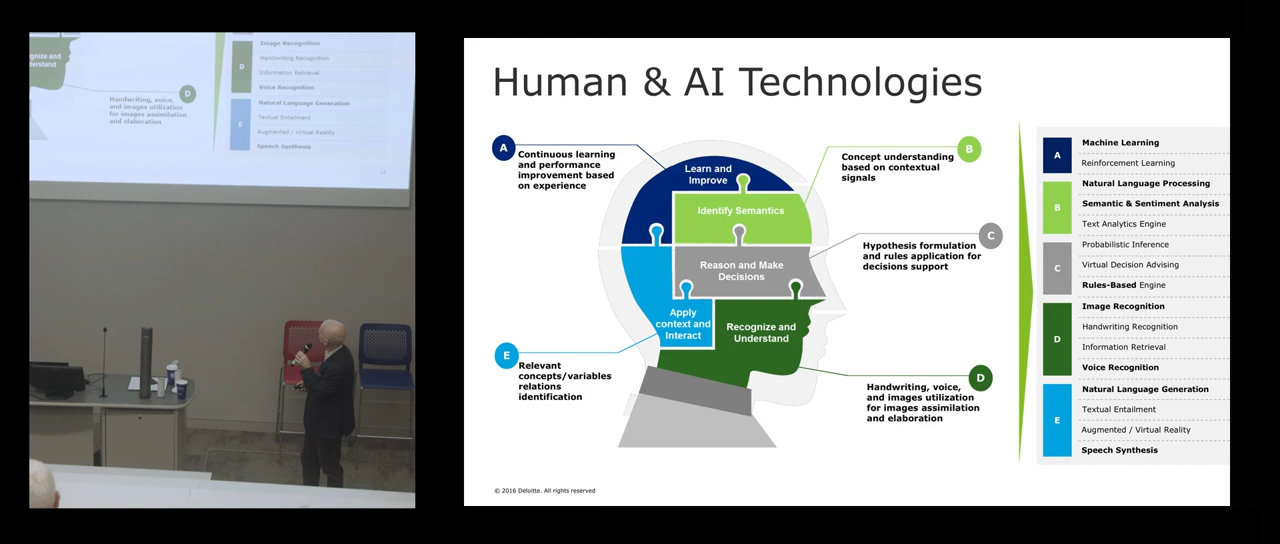 gnize and
derstand
D
Handwriting, voice,
and images utilization
for images assimilation
and elaboration
D
Image Recognition
Handwriting Recognition
Information Retrieval
Voice Recognition
E
Natural Language Generation
Textual Entailment
Augmented / Virtual Reality
Speech Synthesis
Human & AI Technologies
A
Continuous learning
and performance
improvement based
on experience
Learn and
Improve
B
Concept understanding
based on contextual
signals
Identify Semantics
C
Hypothesis formulation
and rules application for
decisions support
Reason and Make
Decisions
Apply
context and
Interact
Recognize and
Understand
E
Relevant
concepts/variables
relations
identification
D
Handwriting, voice,
and images utilization
for images assimilation
and elaboration
A
Machine Learning
Reinforcement Learning
B
Natural Language Processing
Semantic & Sentiment Analysis
Text Analytics Engine
C
Probabilistic Inference
Virtual Decision Advising
Rules-Based Engine
D
Image Recognition
Handwriting Recognition
Information Retrieval
Voice Recognition
E
Natural Language Generation
Textual Entailment
Augmented / Virtual Reality
Speech Synthesis
© 2016 Deloitte. All rights reserved